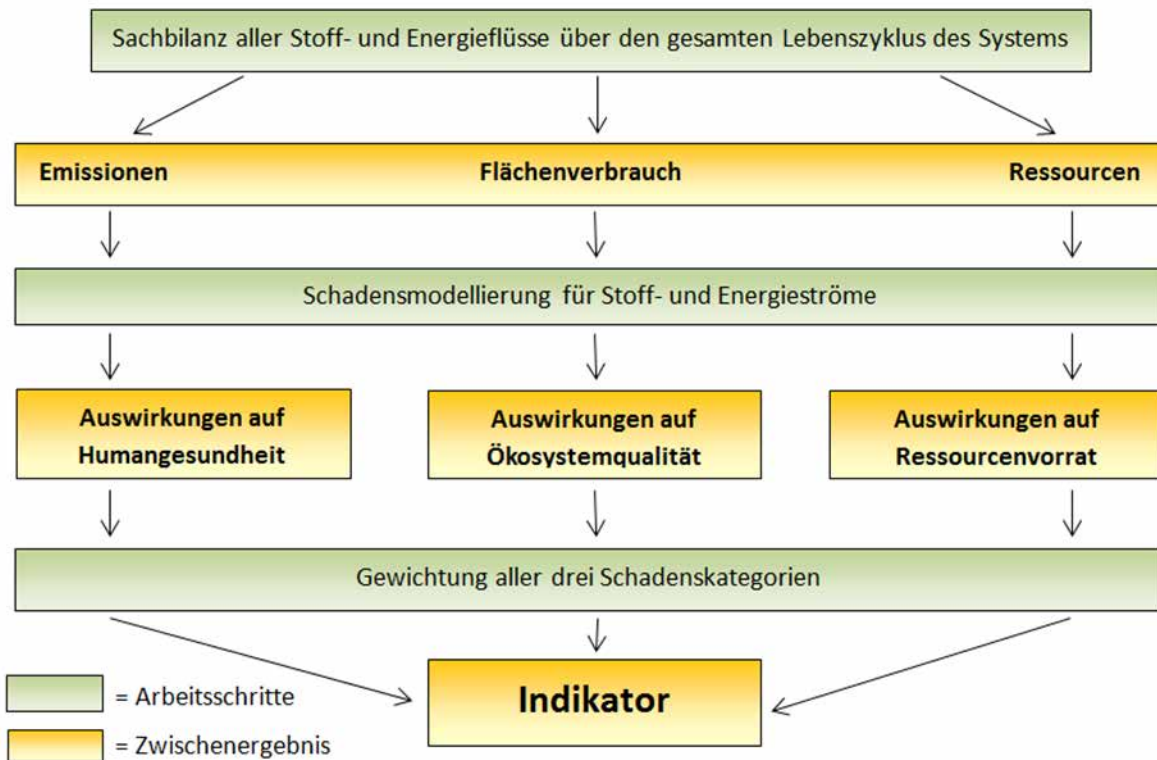 Sachbilanz aller Stoff- und Energieflüsse über den gesamten Lebenszyklus des Systems
Emissionen Flächenverbrauch Ressourcen
Schadensmodellierung für Stoff- und Energieströme
Auswirkungen auf
Humangesundheit
Auswirkungen auf
Ökosystemqualität
Auswirkungen auf
Ressourcenvorrat
Gewichtung aller drei Schadenskategorien
Indikator
= Arbeitsschritte
= Zwischenergebnis